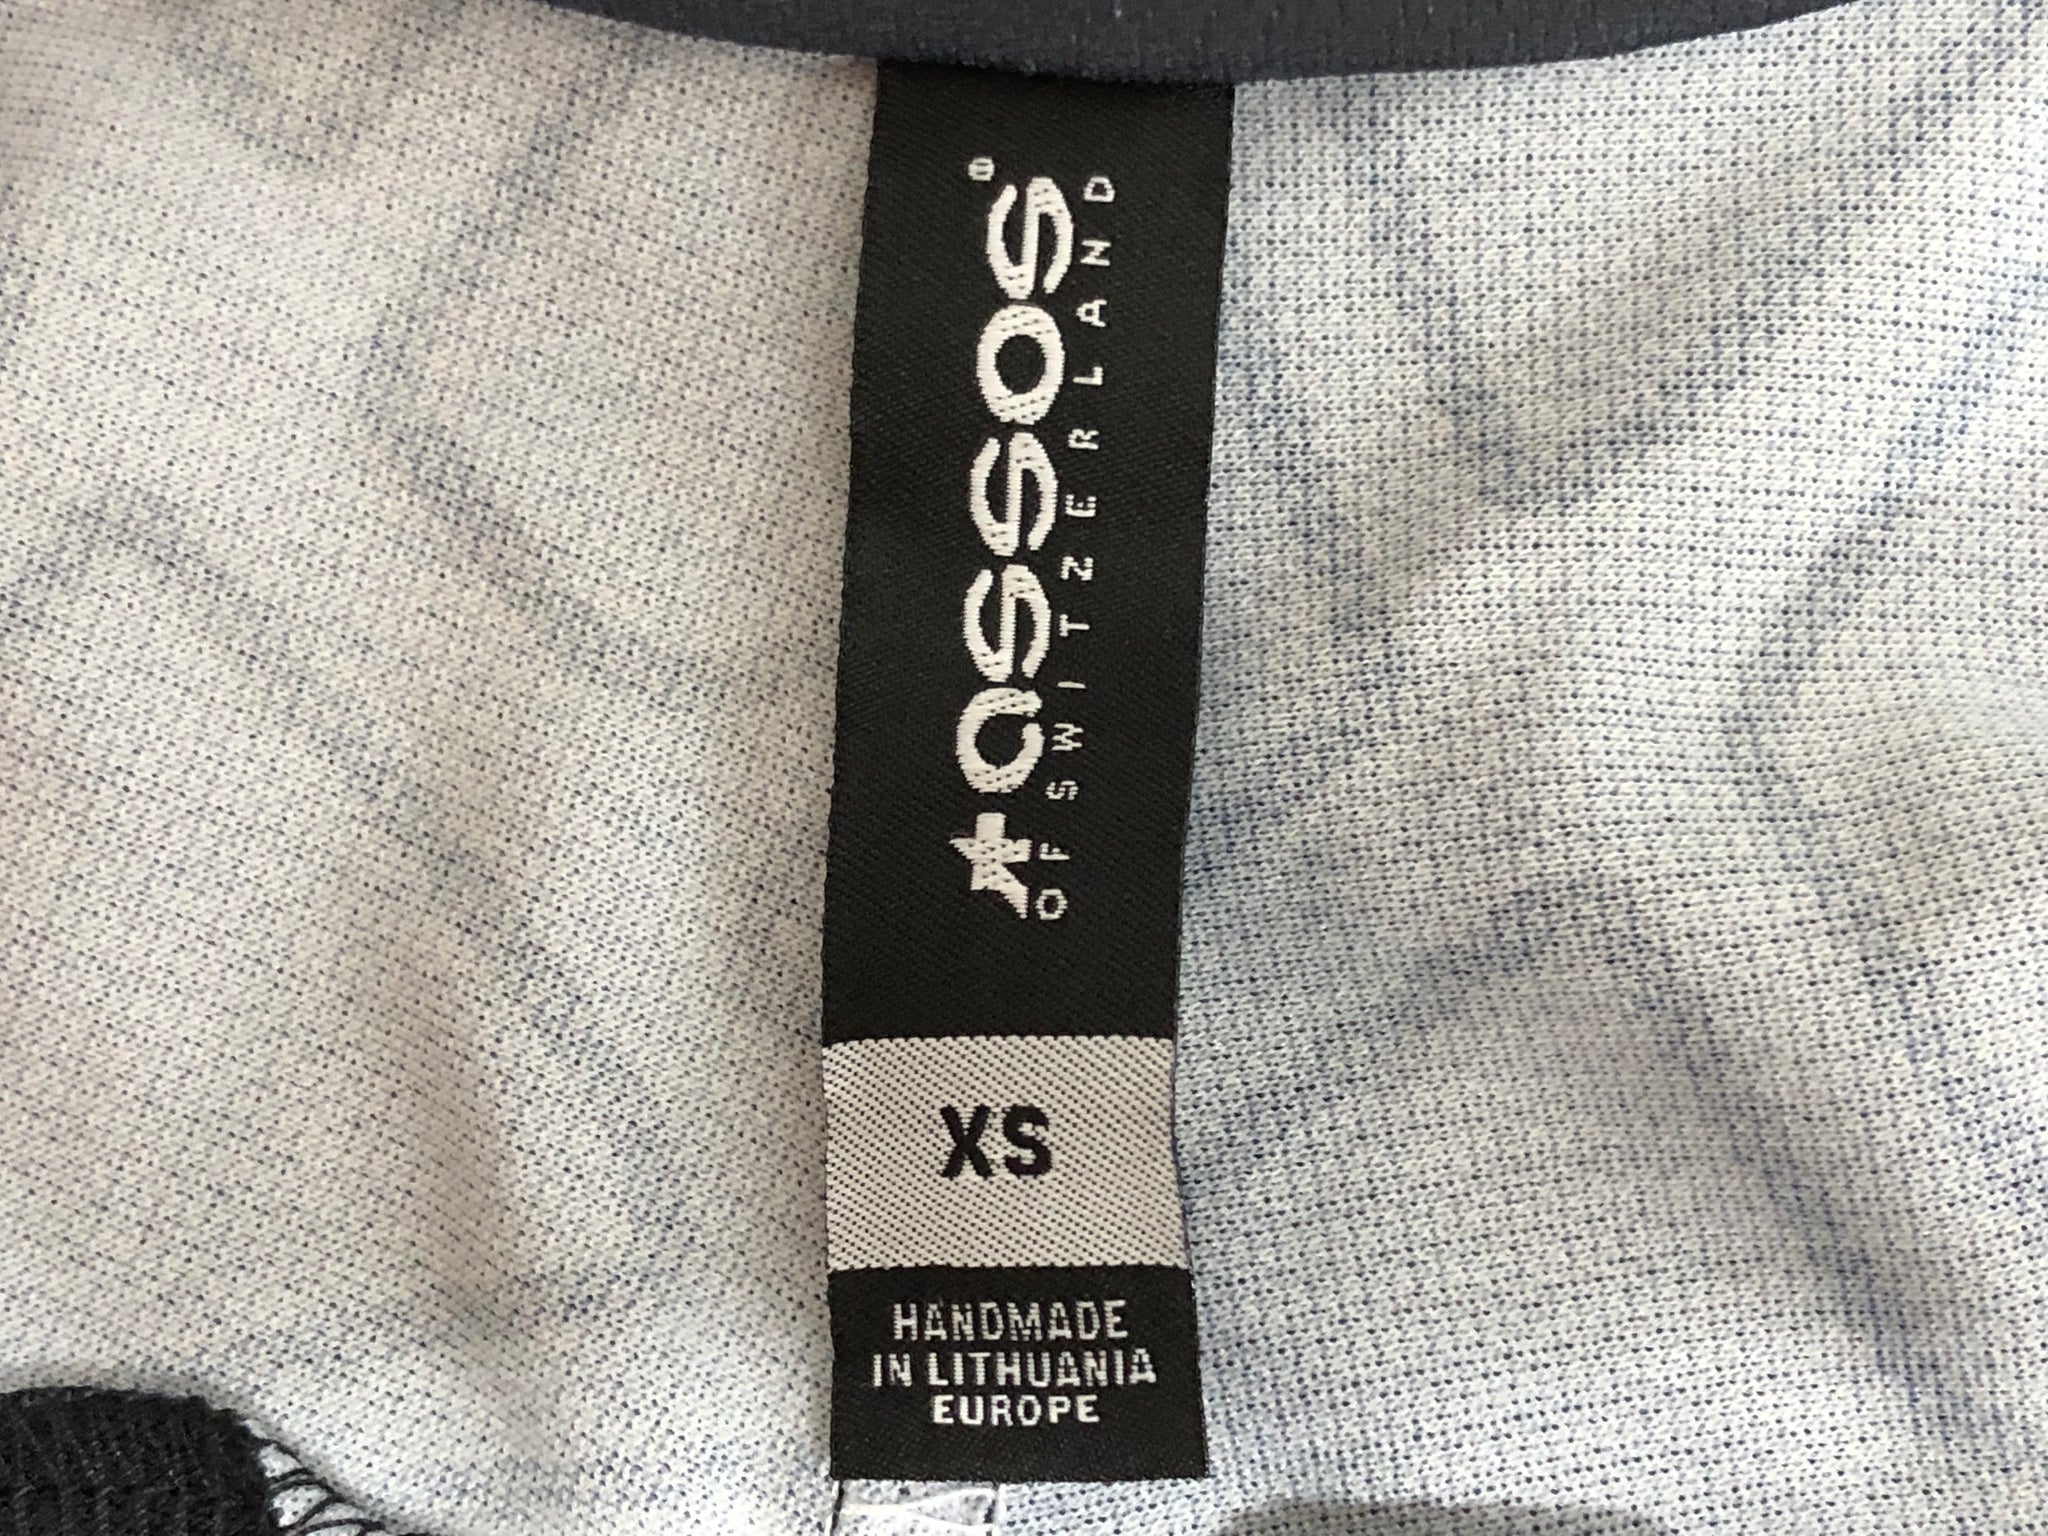 assos®
OF SWITZERLAND
XS
HANDMADE
IN LITHUANIA
EUROPE